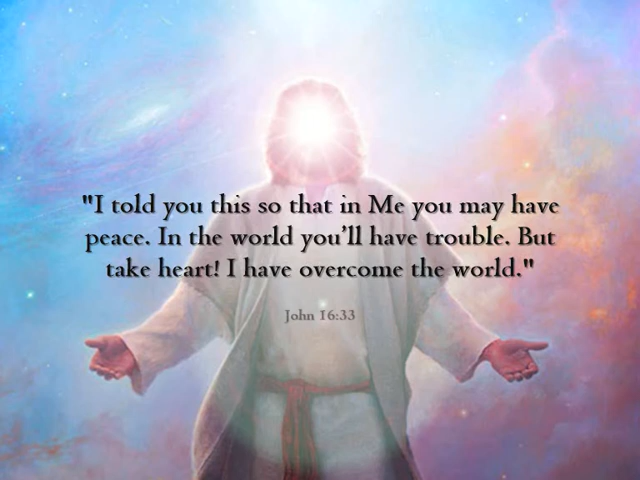 "I told you this so that in Me you may have
peace. In the world you’ll have trouble. But
take heart! I have overcome the world."
John 16:33